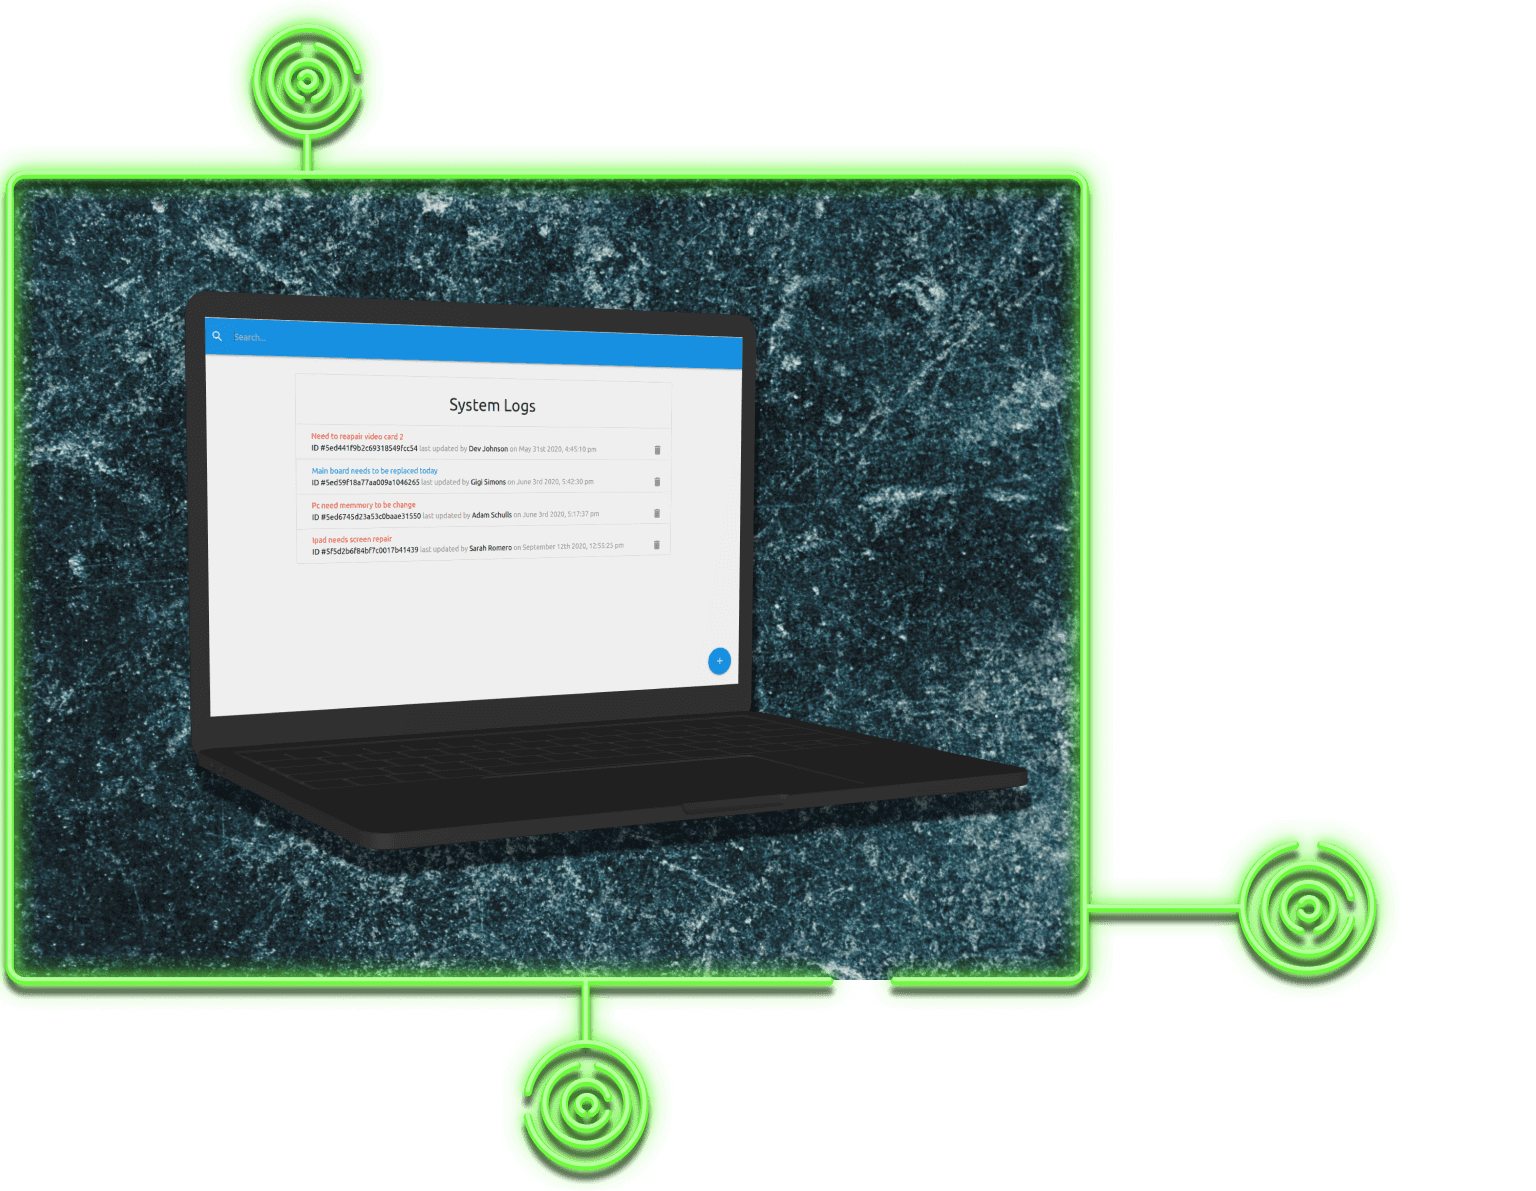 Search...
System Logs
Need to reapair video card 2
ID #5ed441f9b2c69318549fcc54 last updated by Dev Johnson on May 31st 2020, 4:45:10 pm
Main board needs to be replaced today
ID #5ed59f18a77aa009a1046265 last updated by Gigi Simons on June 3rd 2020, 5:42:30 pm
Pc need memmory to be change
ID #5ed6745d23a53c0baae31550 last updated by Adam Schulls on June 3rd 2020, 5:17:37 pm
Ipad needs screen repair
ID #5f5d2b6f84bf7c0017b41439 last updated by Sarah Romero on September 12th 2020, 12:55:25 pm
+